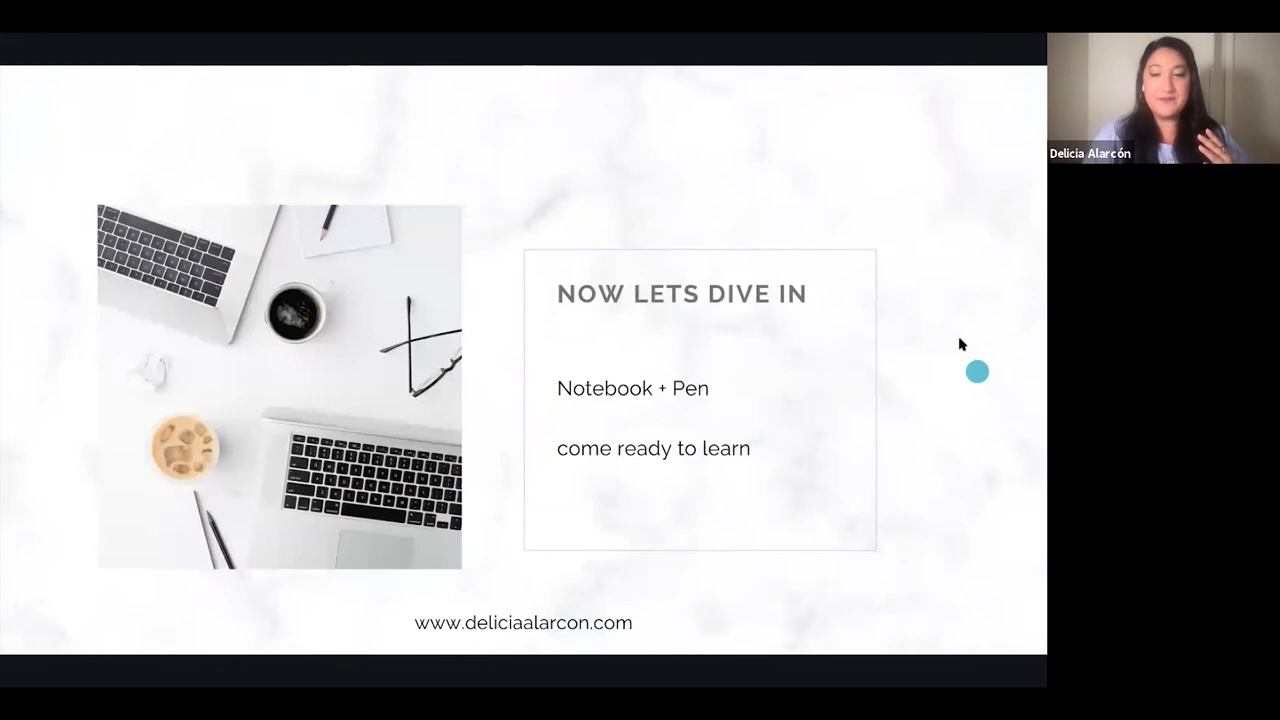 Delicia Alarcón
NOW LETS DIVE IN
Notebook + Pen
come ready to learn
www.deliciaalarcon.com